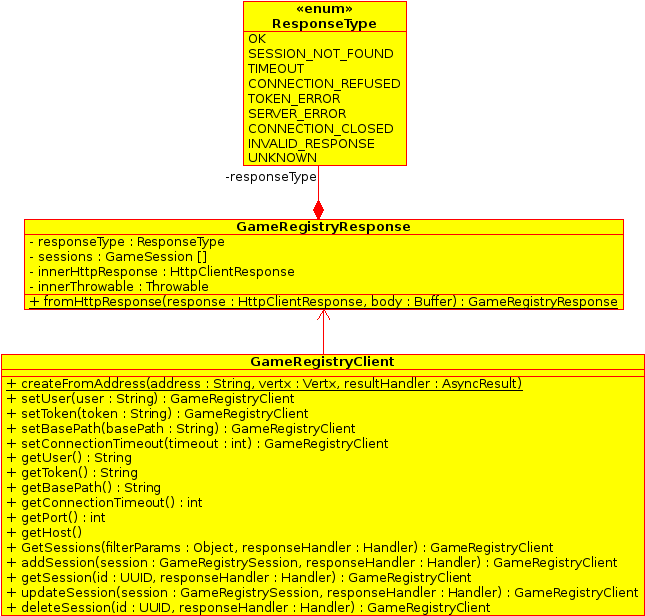 «enum»
ResponseType
OK
SESSION_NOT_FOUND
TIMEOUT
CONNECTION_REFUSED
TOKEN_ERROR
SERVER_ERROR
CONNECTION_CLOSED
INVALID_RESPONSE
UNKNOWN
-responseType
GameRegistryResponse
- responseType : ResponseType
- sessions : GameSession []
- innerHttpResponse : HttpClientResponse
- innerThrowable : Throwable
+ fromHttpResponse(response : HttpClientResponse, body : Buffer) : GameRegistryResponse
GameRegistryClient
+ createFromAddress(address : String, vertx : Vertx, resultHandler : AsyncResult)
+ setUser(user : String) : GameRegistryClient
+ setToken(token : String) : GameRegistryClient
+ setBasePath(basePath : String) : GameRegistryClient
+ setConnectionTimeout(timeout : int) : GameRegistryClient
+ getUser() : String
+ getToken() : String
+ getBasePath() : String
+ getConnectionTimeout() : int
+ getPort() : int
+ getHost()
+ GetSessions(filterParams : Object, responseHandler : Handler) : GameRegistryClient
+ addSession(session : GameRegistrySession, responseHandler : Handler) : GameRegistryClient
+ getSession(id : UUID, responseHandler : Handler) : GameRegistryClient
+ updateSession(session : GameRegistrySession, responseHandler : Handler) : GameRegistryClient
+ deleteSession(id : UUID, responseHandler : Handler) : GameRegistryClient